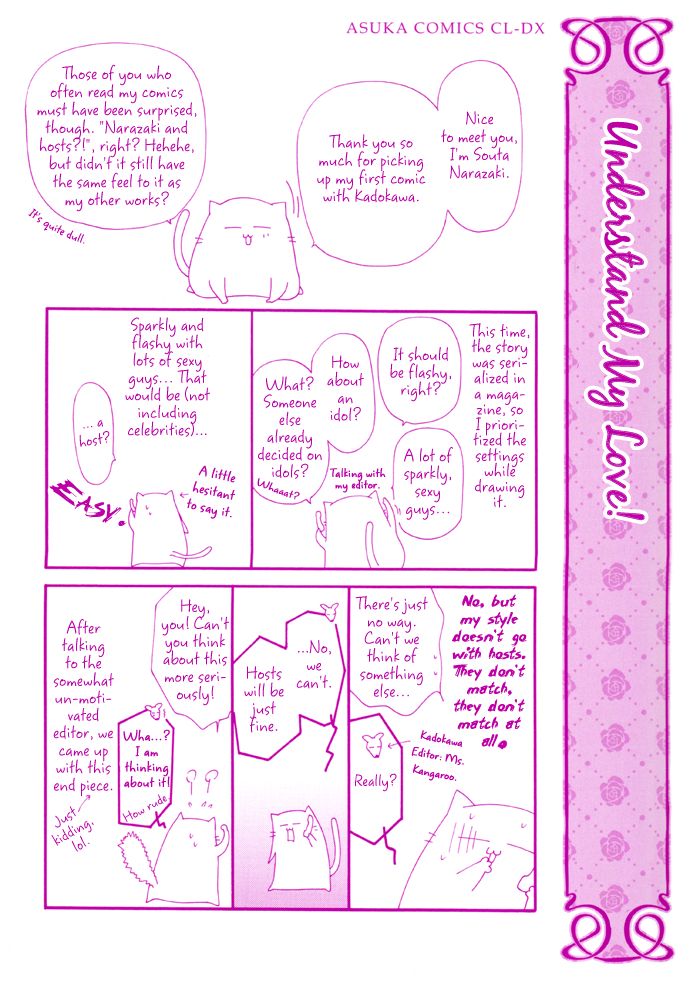 ASUKA COMICS CL-DX
Understand My Love!
Nice
to meet you,
I'm Souta
Narazaki.
Thank you so
much for picking
up my first comic
with Kadokawa.
Those of you who
often read my comics
must have been surprised,
though. "Narazaki and
hosts?!", right? Hehehe,
but didn't it still have
the same feel to it as
my other works?
It's quite dull.
This time,
the story
was seri-
alized in
a maga-
zine, so
I priori-
tized the
settings
while
drawing
it.
It should
be flashy,
right?
A lot of
sparkly,
sexy
guys...
How
about
an
idol?
Talking with
my editor.
What?
Someone
else
already
decided on
idols?
Whaaat?
Sparkly and
flashy with
lots of sexy
guys... That
would be (not
including
celebrities)...
... a
host?
A little
hesitant
to say it.
EASY.
No, but
my style
doesn't go
with hosts.
They don't
match,
they don't
match at
all.
There's just
no way.
Can't we
think of
something
else...
Kadokawa
Editor: Ms.
Kangaroo.
Really?
...No,
we
can't.
Hosts
will be
just
fine.
Hey,
you! Can't
you think
about this
more seri-
ously!
Wha...?
I am
thinking
about it!
How rude.
After
talking
to the
somewhat
un-moti-
vated
editor, we
came up
with this
end piece.
Just
kidding,
lol.